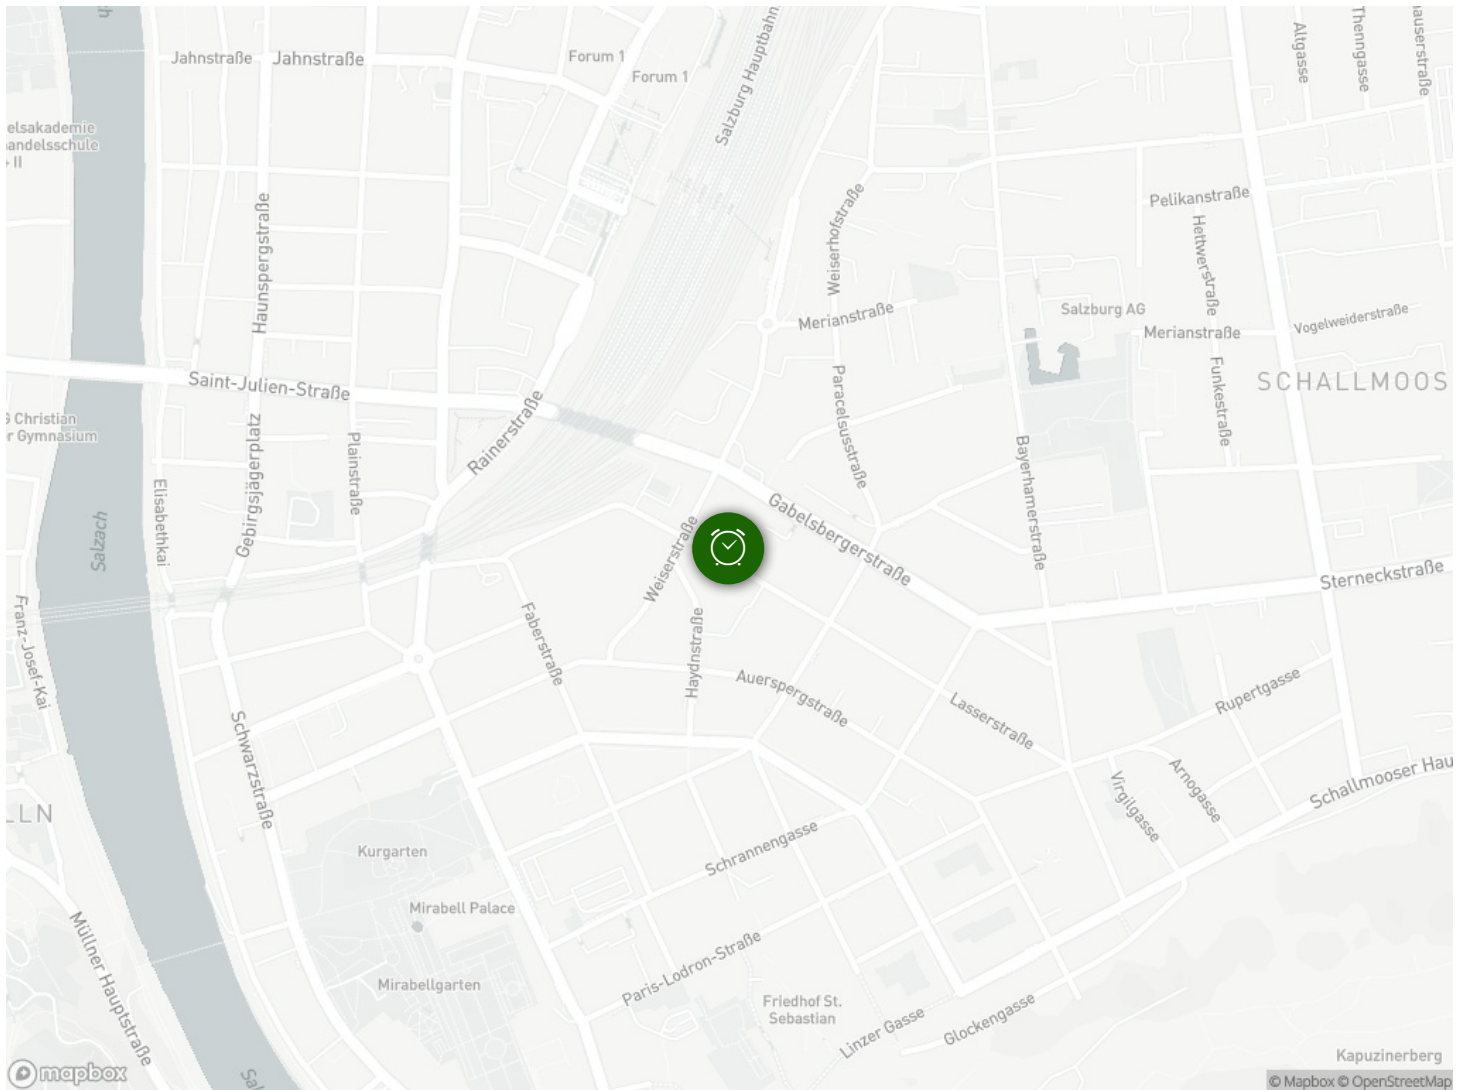 Jahnstraße
Jahnstraße
Forum 1
Forum 1
Salzburg Hauptbahn
Altgasse
Thenngasse
auserstraße
elsakademie
andelsschule
+ II
Haunspergstraße
Weiserhofstraße
Pelikanstraße
Hettwerstraße
Merianstraße
Salzburg AG
Merianstraße
Vogelweiderstraße
Saint-Julien-Straße
Rainerstraße
Paracelsusstraße
Funkestraße
SCHALLMOOS
G Christian
r Gymnasium
Gebirgsjägerplatz
Plainstraße
Elisabethkai
Bayerhamerstraße
Salzach
Weiserstraße
Gabelsbergerstraße
Sterneckstraße
Franz-Josef-Kai
Faberstraße
Haydnstraße
Auerspergstraße
Lasserstraße
Rupertgasse
Schwarzstraße
Virgilgasse
Arnogasse
Schallmooser Hau
LLN
Kurgarten
Schrannengasse
Mirabell Palace
Müllner Hauptstraße
Mirabellgarten
Paris-Lodron-Straße
Friedhof St.
Sebastian
Linzer Gasse
Glockengasse
Kapuzinerberg
Sal
mapbox
© Mapbox © OpenStreetMap